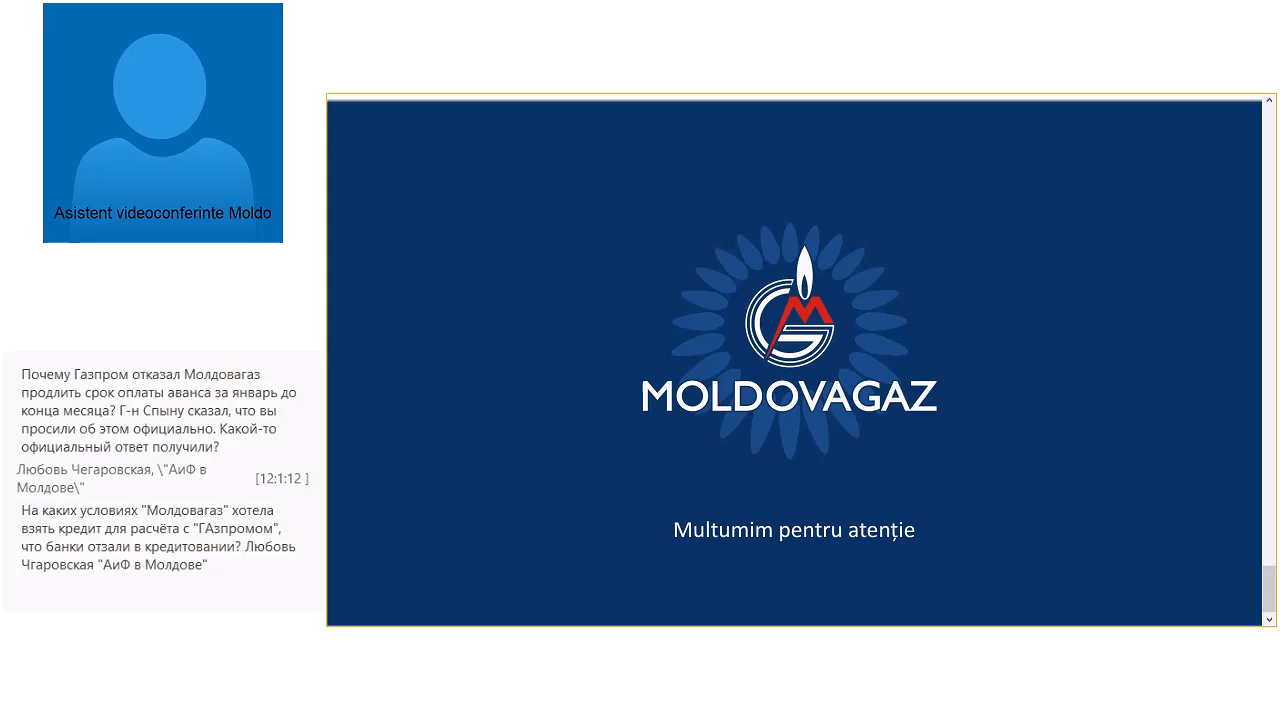 Asistent videoconferinte Moldo
Почему Газпром отказал Молдовагаз
продлить срок оплаты аванса за январь до
конца месяца? Г-н Спыну сказал, что вы
просили об этом официально. Какой-то
официальный ответ получили?
Любовь Чегаровская, \"АиФ в
Молдове\"
[12:1:12 ]
На каких условиях "Молдовагаз" хотела
взять кредит для расчёта с "ГАзпромом",
что банки отзали в кредитовании? Любовь
Чгаровская "АиФ в Молдове"
MOLDOVAGAZ
Multumim pentru atenție